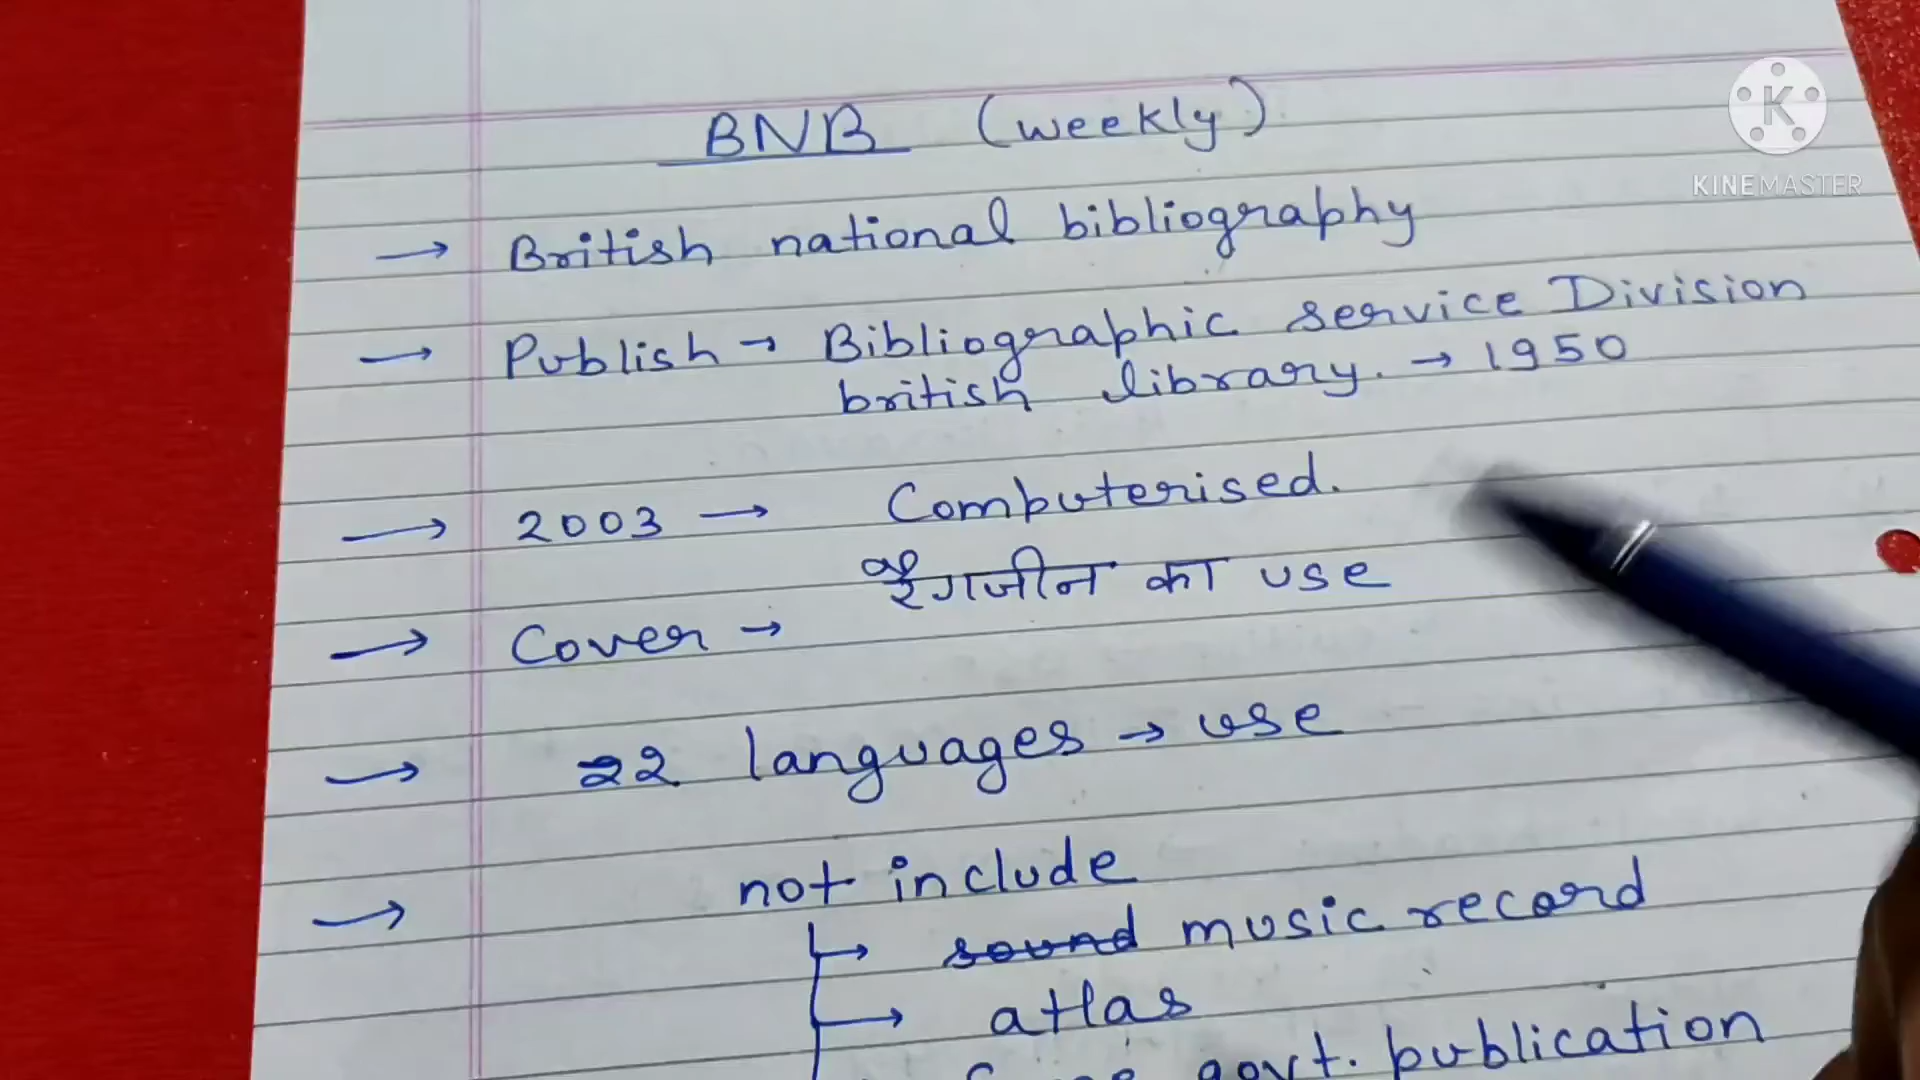 BNB (weekly)
KINEMASTER
→ British national bibliography
→ Publish → Bibliographic service Division
british library. → 1950
→ 2003 → Computerised.
का use
→ Cover →
→ 22 languages → use
→ not include
→ sound music record
→ atlas
govt. publication